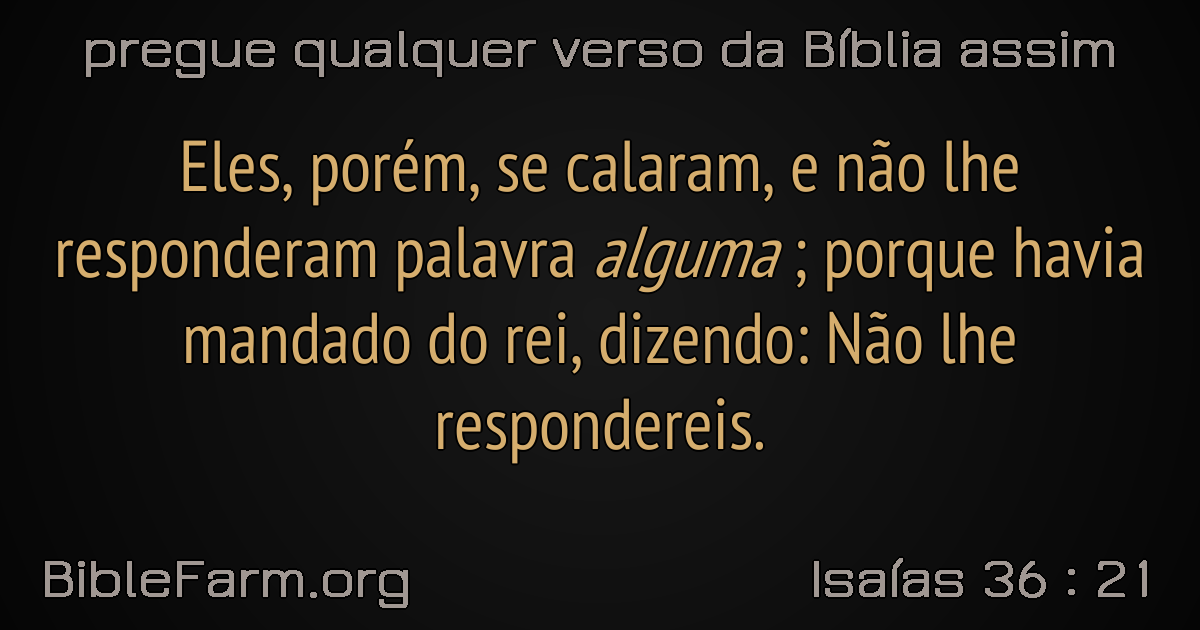 pregue qualquer verso da Bíblia assim
Eles, porém, se calaram, e não lhe
responderam palavra alguma ; porque havia
mandado do rei, dizendo: Não lhe
respondereis.
BibleFarm.org
Isaías 36 : 21